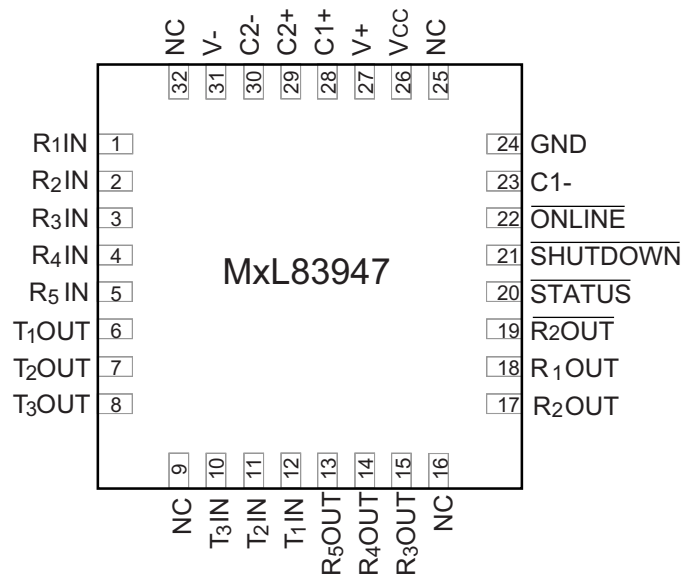 NC V- C2- C2+ C1+ V+ VCC NC
32 31 30 29 28 27 26 25
R1IN 1 24 GND
R2IN 2 23 C1-
R3IN 3 22 ONLINE
R4IN 4 21 SHUTDOWN
MxL83947
R5IN 5 20 STATUS
T1OUT 6 19 R2OUT
T2OUT 7 18 R1OUT
T3OUT 8 17 R2OUT
9 10 11 12 13 14 15 16
NC T3IN T2IN T1IN R5OUT R4OUT R3OUT NC